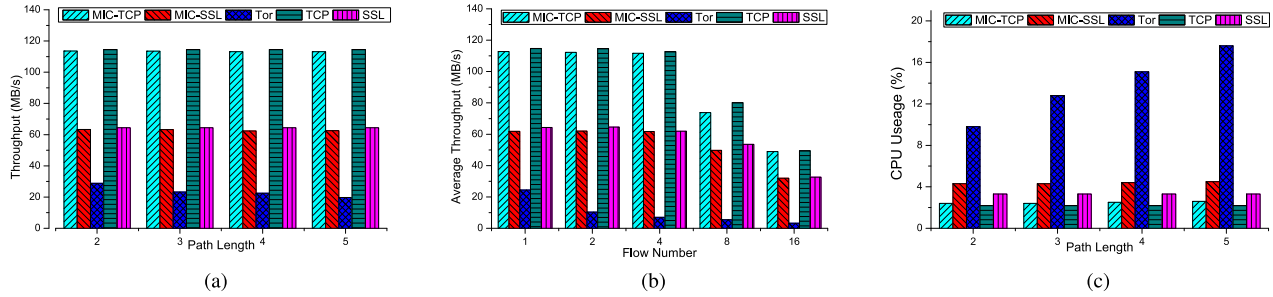 MIC-TCP MIC-SSL Tor TCP SSL
140
120
100
80
60
40
20
0
Throughput (MB/s)
2 3 4 5
Path Length
(a)
MIC-TCP MIC-SSL Tor TCP SSL
140
120
100
80
60
40
20
0
Average Throughput (MB/s)
1 2 4 8 16
Flow Number
(b)
MIC-TCP MIC-SSL Tor TCP SSL
20
16
12
8
4
0
CPU Useage (%)
2 3 4 5
Path Length
(c)